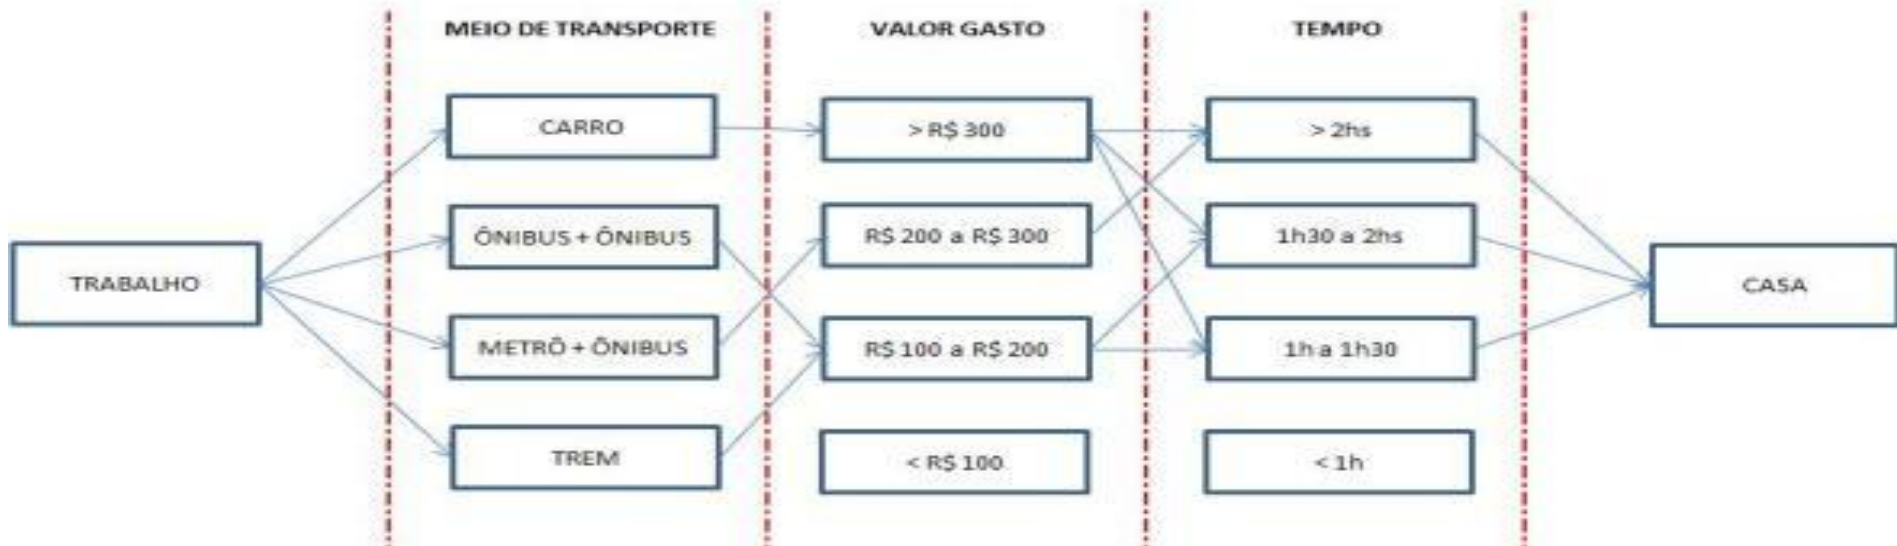 MEIO DE TRANSPORTE
VALOR GASTO
TEMPO
CARRO
> R$ 300
> 2hs
ÔNIBUS + ÔNIBUS
R$ 200 a R$ 300
1h30 a 2hs
TRABALHO
CASA
METRÔ + ÔNIBUS
R$ 100 a R$ 200
1h a 1h30
TREM
< R$ 100
< 1h